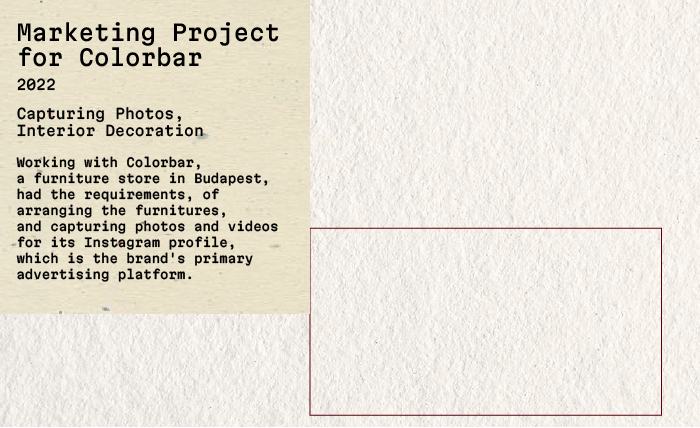 Marketing Project
for Colorbar
2022
Capturing Photos,
Interior Decoration
Working with Colorbar,
a furniture store in Budapest,
had the requirements, of
arranging the furnitures,
and capturing photos and videos
for its Instagram profile,
which is the brand's primary
advertising platform.